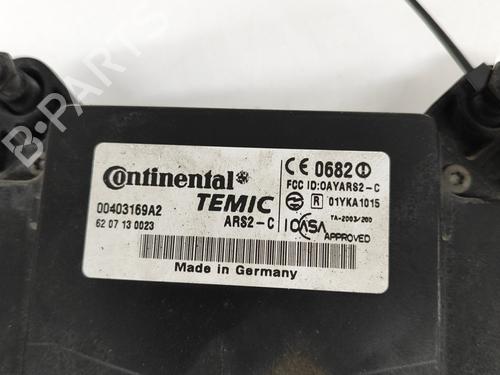 Continental
TEMIC
00403169A2
ARS2-C
62 07 13 0023
CE 0682
FCC ID:OAYARS2-C
R 01YKA1015
TA-2003/200
ICASA APPROVED
Made in Germany
B-PARTS